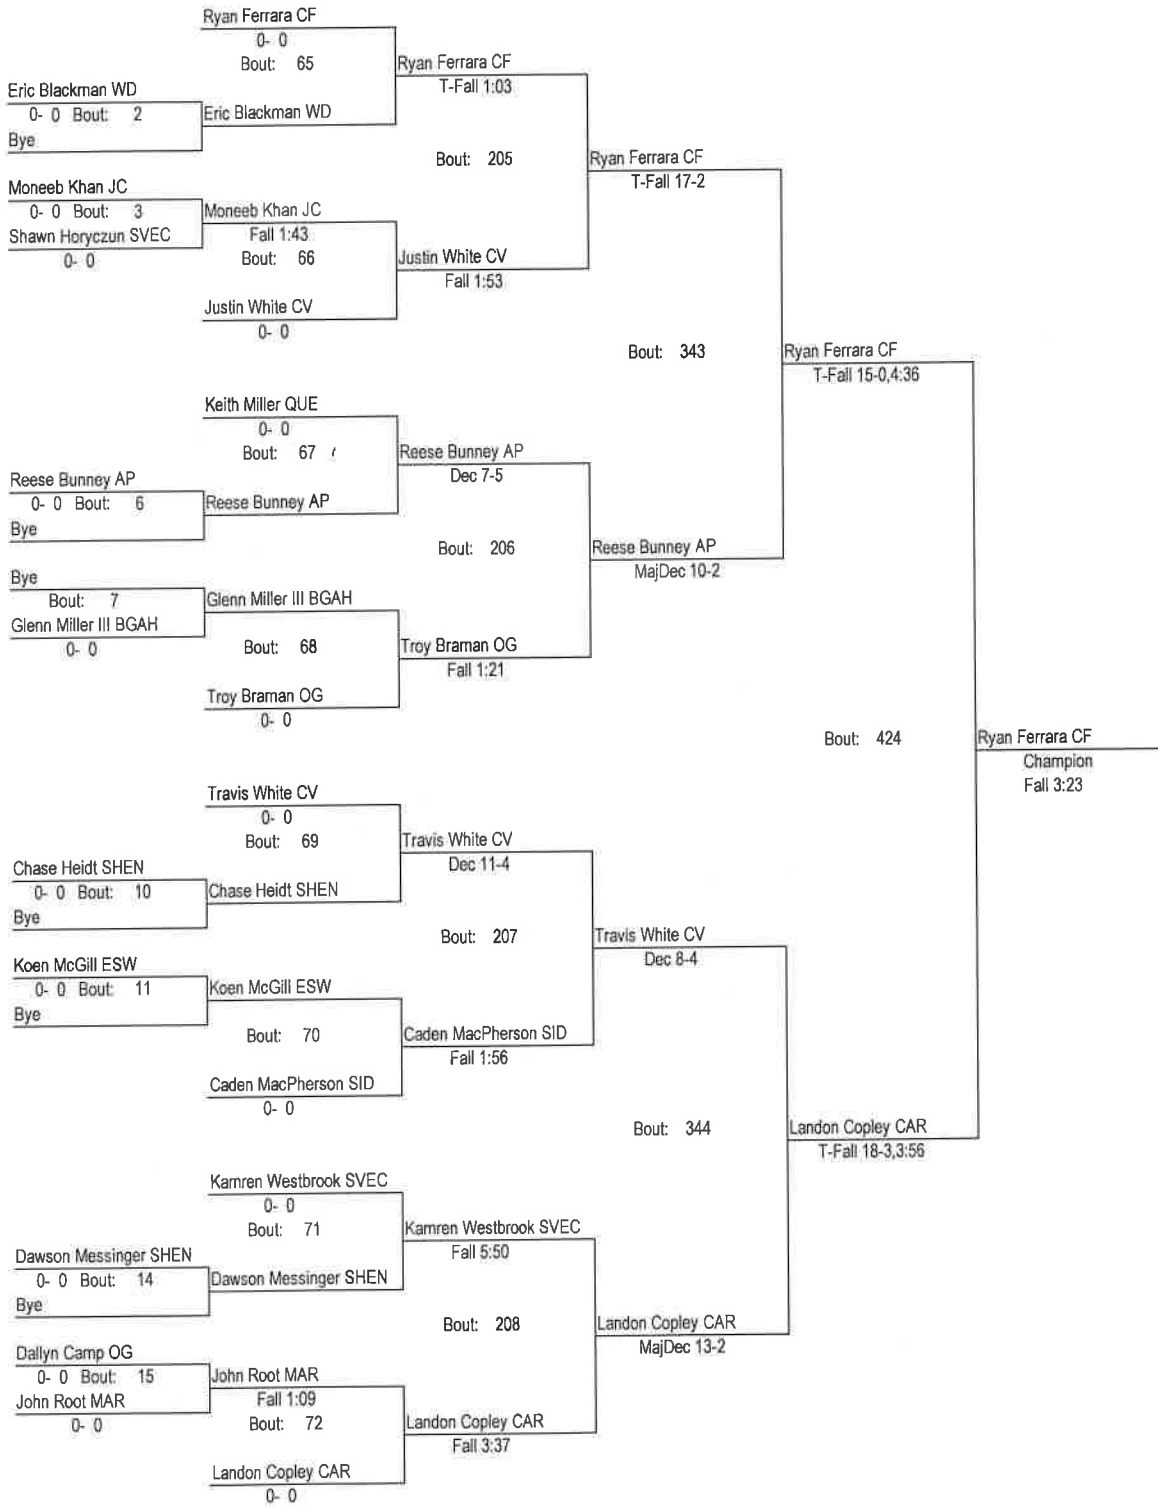 Ryan Ferrara CF
0- 0
Bout: 65
Ryan Ferrara CF
T-Fall 1:03
Eric Blackman WD
0- 0 Bout: 2
Eric Blackman WD
Bye
Bout: 205
Ryan Ferrara CF
T-Fall 17-2
Moneeb Khan JC
0- 0 Bout: 3
Moneeb Khan JC
Shawn Horyczun SVEC
Fall 1:43
0- 0
Bout: 66
Justin White CV
Fall 1:53
Justin White CV
0- 0
Bout: 343
Ryan Ferrara CF
T-Fall 15-0,4:36
Keith Miller QUE
0- 0
Bout: 67
Reese Bunney AP
Dec 7-5
Reese Bunney AP
0- 0 Bout: 6
Reese Bunney AP
Bye
Bout: 206
Reese Bunney AP
MajDec 10-2
Bye
Bout: 7
Glenn Miller III BGAH
Glenn Miller III BGAH
0- 0
Bout: 68
Troy Braman OG
Fall 1:21
Troy Braman OG
0- 0
Bout: 424
Ryan Ferrara CF
Champion
Fall 3:23
Travis White CV
0- 0
Bout: 69
Travis White CV
Dec 11-4
Chase Heidt SHEN
0- 0 Bout: 10
Chase Heidt SHEN
Bye
Bout: 207
Travis White CV
Dec 8-4
Koen McGill ESW
0- 0 Bout: 11
Koen McGill ESW
Bye
Bout: 70
Caden MacPherson SID
Fall 1:56
Caden MacPherson SID
0- 0
Bout: 344
Landon Copley CAR
T-Fall 18-3,3:56
Kamren Westbrook SVEC
0- 0
Bout: 71
Kamren Westbrook SVEC
Fall 5:50
Dawson Messinger SHEN
0- 0 Bout: 14
Dawson Messinger SHEN
Bye
Bout: 208
Landon Copley CAR
MajDec 13-2
Dallyn Camp OG
0- 0 Bout: 15
John Root MAR
John Root MAR
Fall 1:09
0- 0
Bout: 72
Landon Copley CAR
Fall 3:37
Landon Copley CAR
0- 0